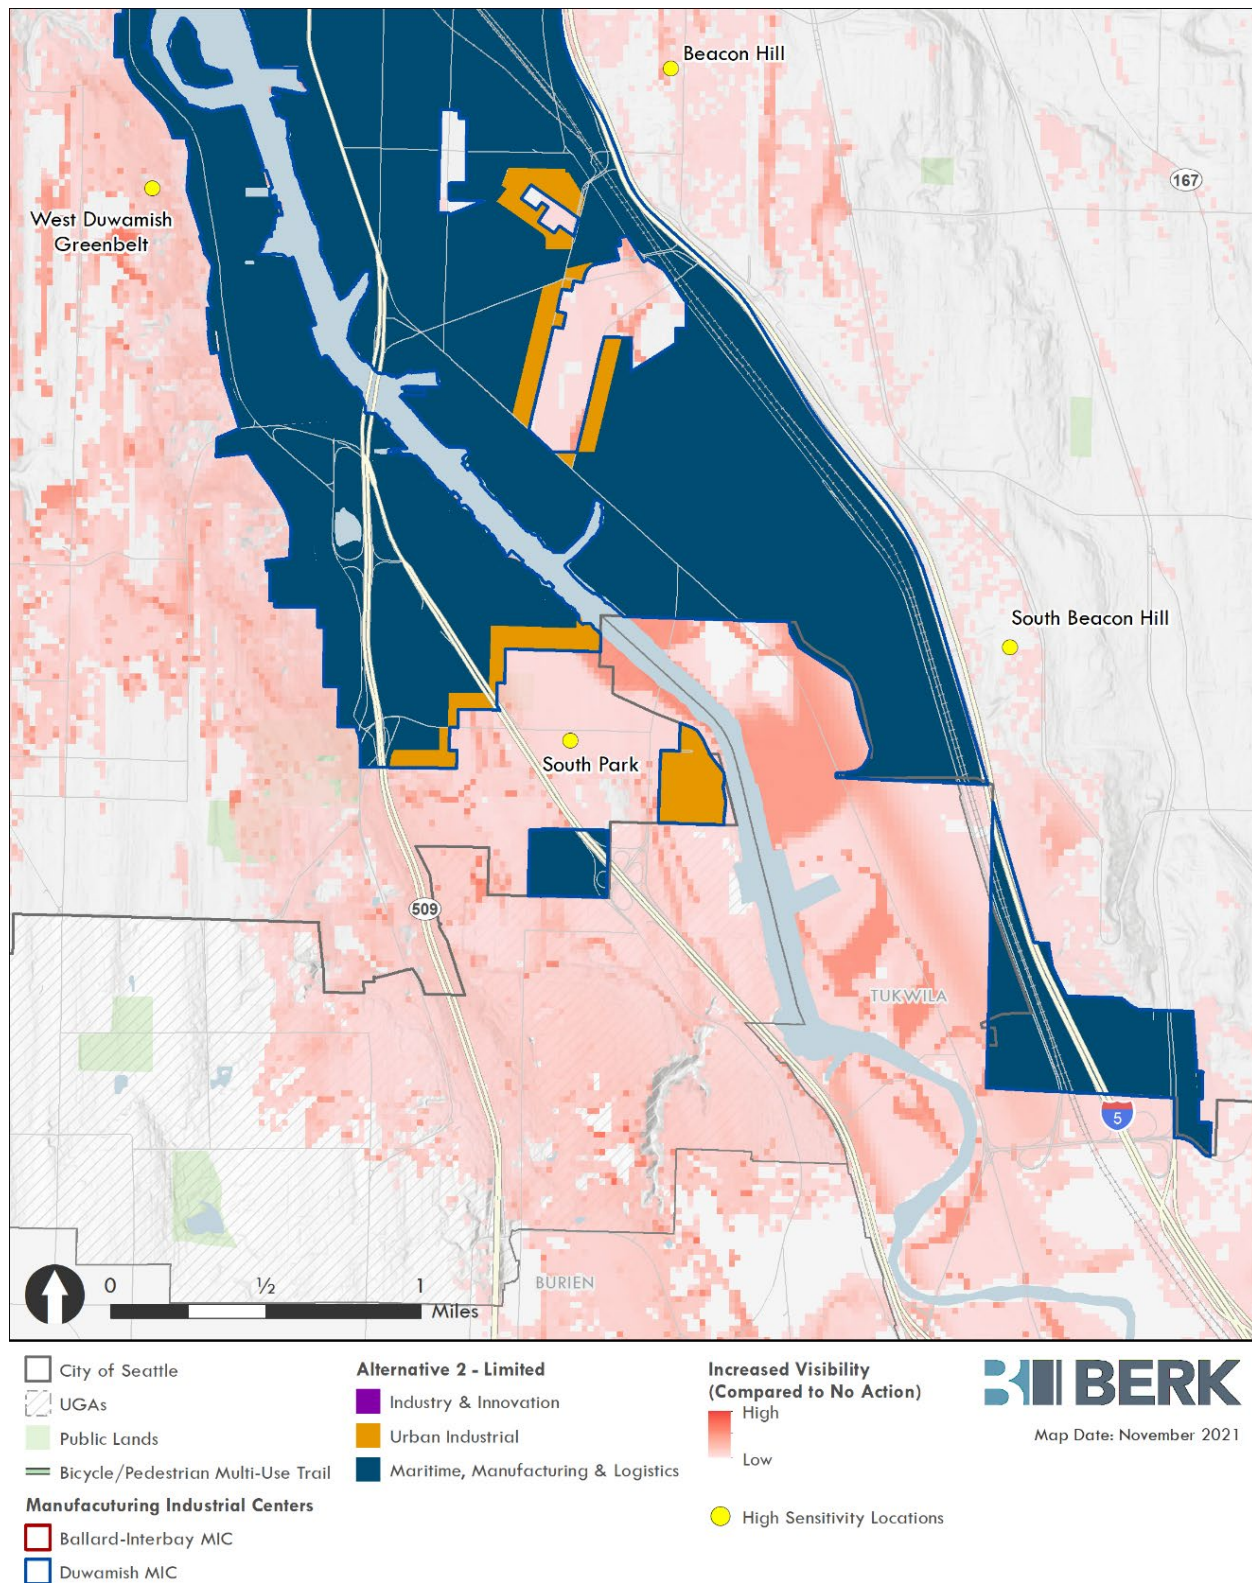 Beacon Hill
167
West Duwamish
Greenbelt
South Beacon Hill
South Park
509
TUKWILA
5
BURIEN
0 ½ 1
Miles
City of Seattle
UGAs
Public Lands
Bicycle/Pedestrian Multi-Use Trail
Manufacuturing Industrial Centers
Ballard-Interbay MIC
Duwamish MIC
Alternative 2 - Limited
Industry & Innovation
Urban Industrial
Maritime, Manufacturing & Logistics
Increased Visibility
(Compared to No Action)
High
Low
High Sensitivity Locations
BERK
Map Date: November 2021